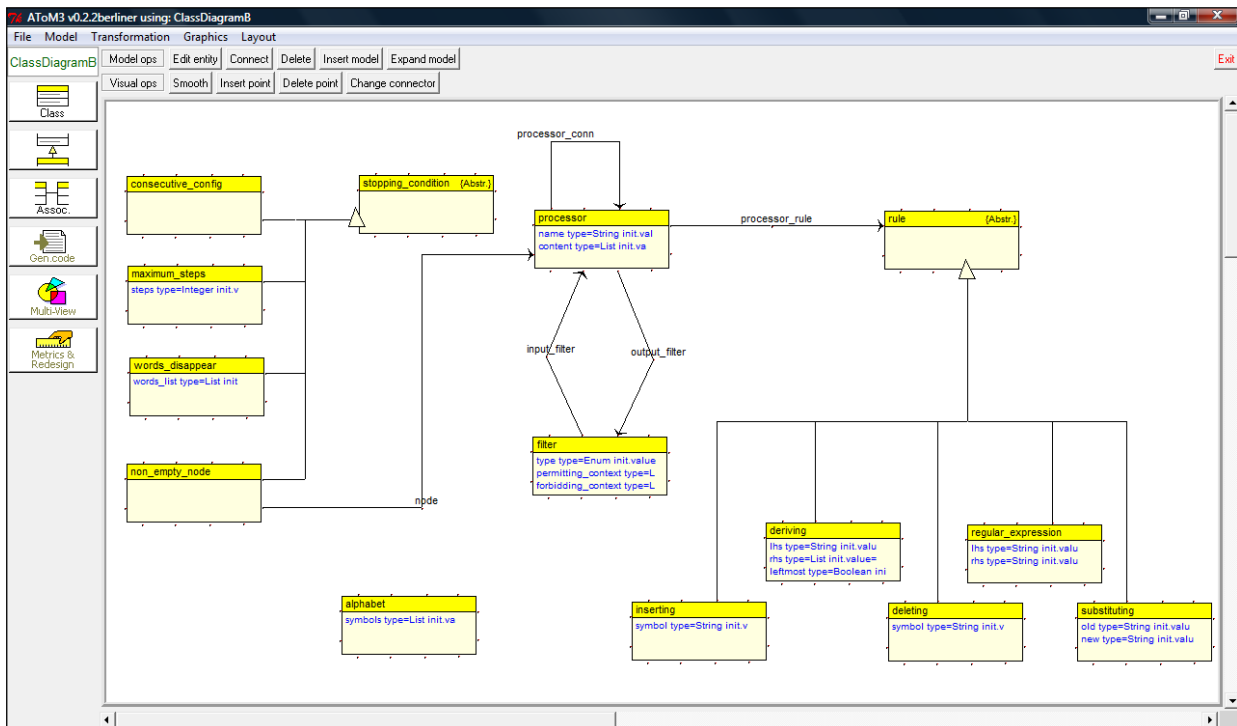 AToM3 v0.2.2berliner using: ClassDiagramB
File Model Transformation Graphics Layout
ClassDiagramB
Model ops Edit entity Connect Delete Insert model Expand model
Exit
Visual ops Smooth Insert point Delete point Change connector
Class
Assoc.
Gen.code
Multi-View
Metrics &
Redesign
processor_conn
consecutive_config
stopping_condition {Abstr.}
processor
name type=String init.val
content type=List init.va
processor_rule
rule {Abstr.}
maximum_steps
steps type=Integer init.v
input_filter
output_filter
words_disappear
words_list type=List init
filter
type type=Enum init.value
permitting_context type=L
forbidding_context type=L
non_empty_node
node
deriving
lhs type=String init.valu
rhs type=List init.value=
leftmost type=Boolean ini
regular_expression
lhs type=String init.valu
rhs type=String init.valu
alphabet
symbols type=List init.va
inserting
symbol type=String init.v
deleting
symbol type=String init.v
substituting
old type=String init.valu
new type=String init.valu